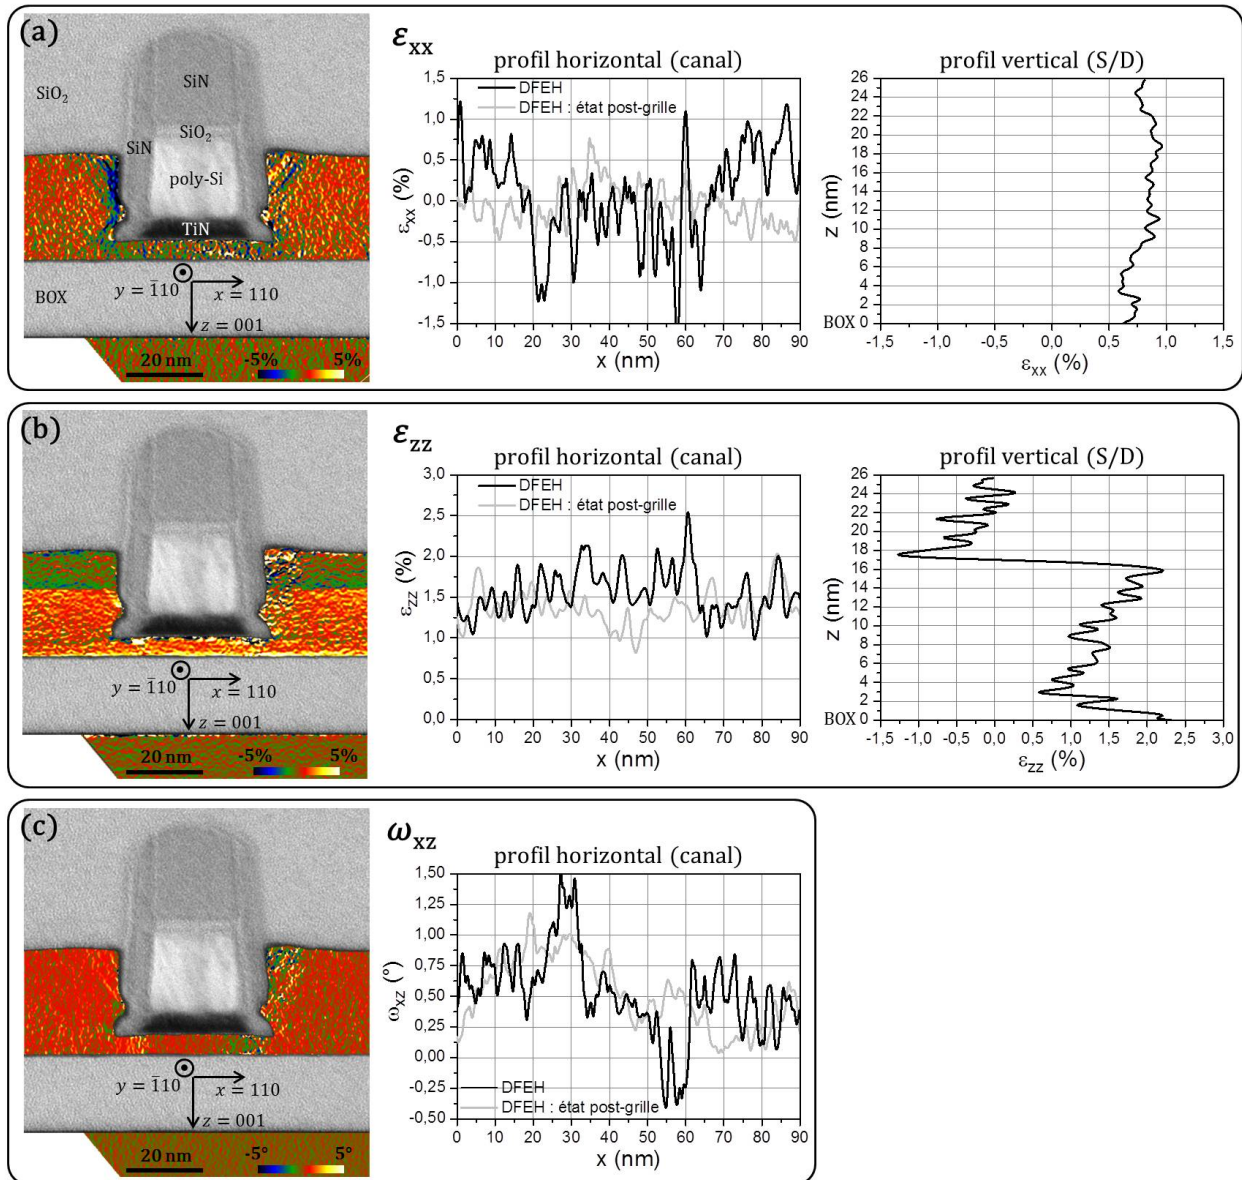 (a)
SiN
SiO₂
SiO₂
SiN
poly-Si
TiN
BOX
y = 1̄10
x = 110
z = 001
20 nm
-5% 5%
εxx
profil horizontal (canal)
DFEH
DFEH : état post-grille
1,5
1,0
0,5
0,0
-0,5
-1,0
-1,5
εxx (%)
0 10 20 30 40 50 60 70 80 90
x (nm)
profil vertical (S/D)
26
24
22
20
18
16
14
12
10
8
6
4
2
BOX 0
z (nm)
-1,5 -1,0 -0,5 0,0 0,5 1,0 1,5
εxx (%)
(b)
y = 1̄10
x = 110
z = 001
20 nm
-5% 5%
εzz
profil horizontal (canal)
DFEH
DFEH : état post-grille
3,0
2,5
2,0
1,5
1,0
0,5
0,0
εzz (%)
0 10 20 30 40 50 60 70 80 90
x (nm)
profil vertical (S/D)
26
24
22
20
18
16
14
12
10
8
6
4
2
BOX 0
z (nm)
-1,5 -1,0 -0,5 0,0 0,5 1,0 1,5 2,0 2,5 3,0
εzz (%)
(c)
y = 1̄10
x = 110
z = 001
20 nm
-5° 5°
ωxz
profil horizontal (canal)
1,50
1,25
1,00
0,75
0,50
0,25
0,00
-0,25
-0,50
ωxz (°)
DFEH
DFEH : état post-grille
0 10 20 30 40 50 60 70 80 90
x (nm)